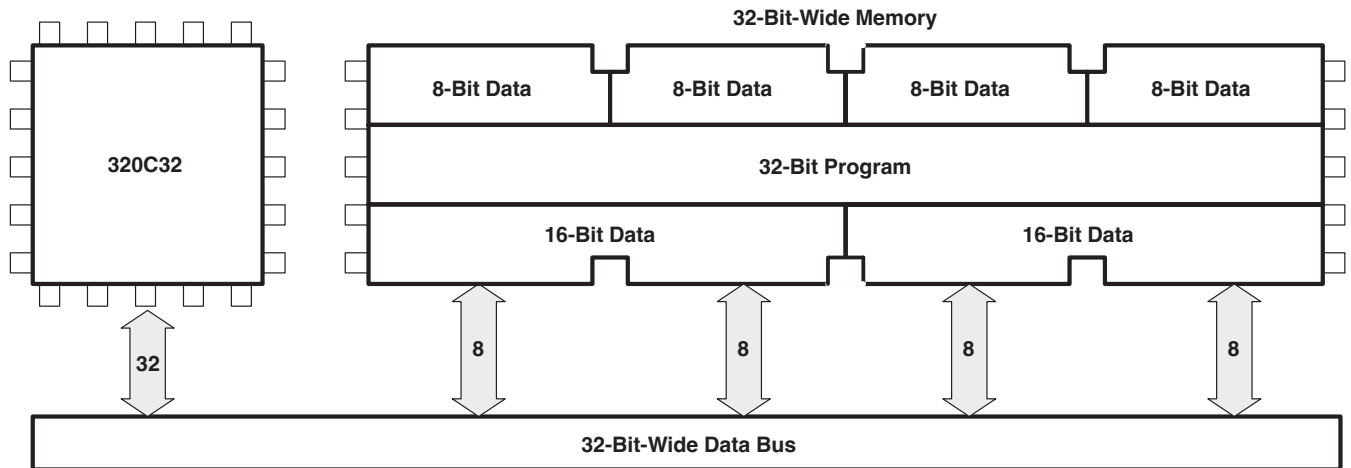 32-Bit-Wide Memory
8-Bit Data
8-Bit Data
8-Bit Data
8-Bit Data
320C32
32-Bit Program
16-Bit Data
16-Bit Data
32
8
8
8
8
32-Bit-Wide Data Bus